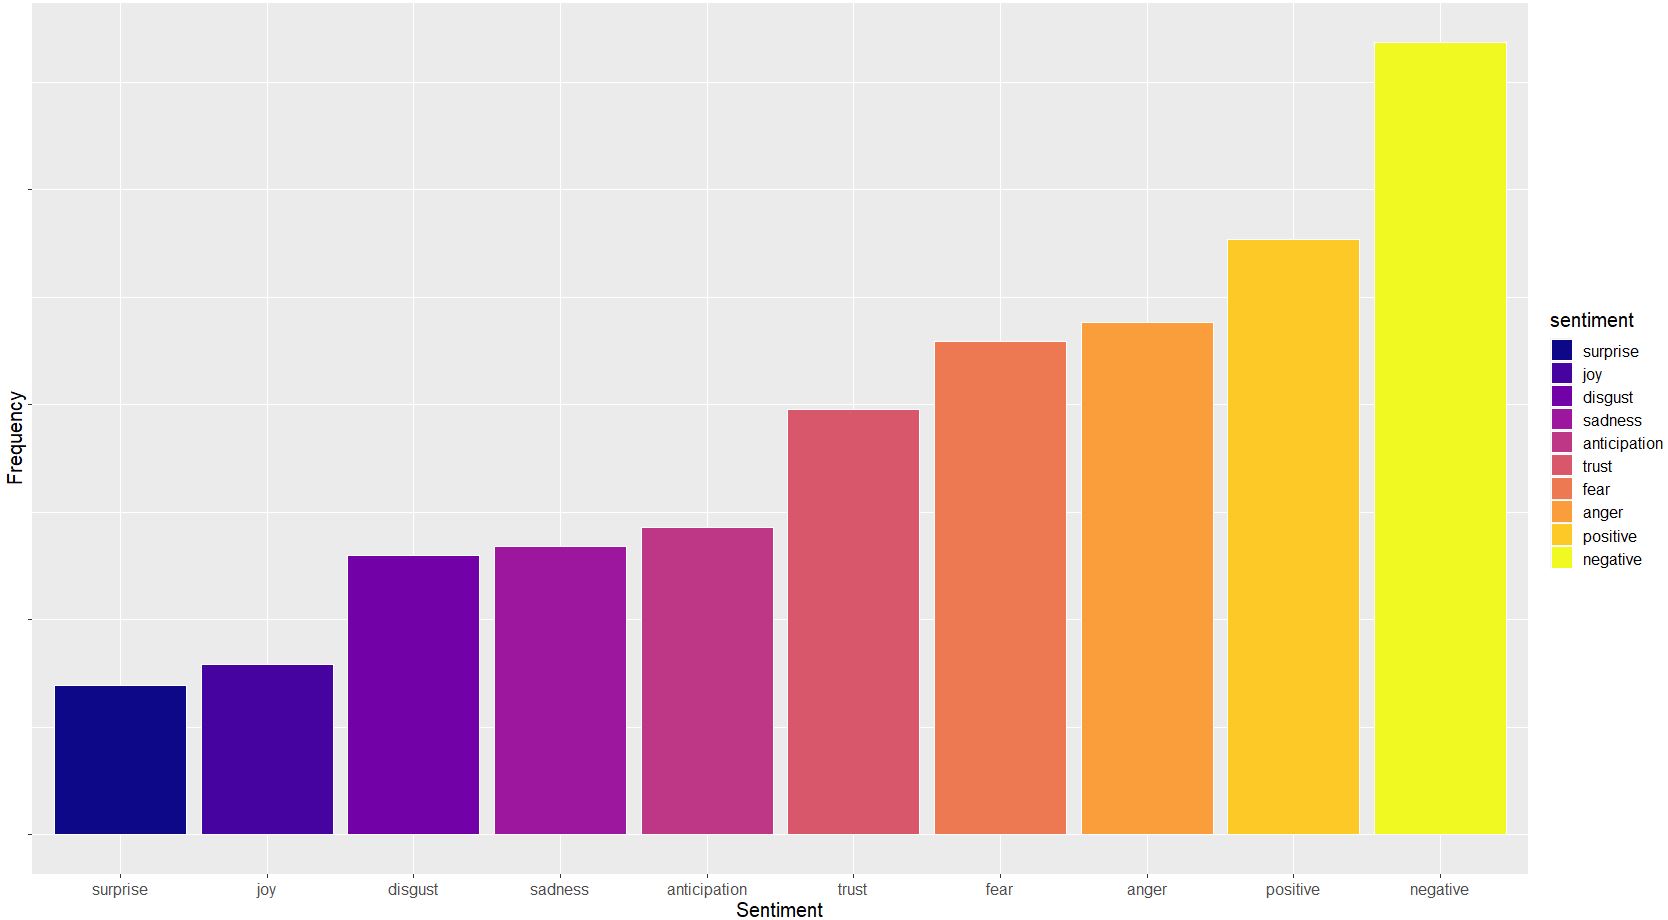 Frequency
surprise
joy
disgust
sadness
anticipation
trust
fear
anger
positive
negative
Sentiment
sentiment
surprise
joy
disgust
sadness
anticipation
trust
fear
anger
positive
negative